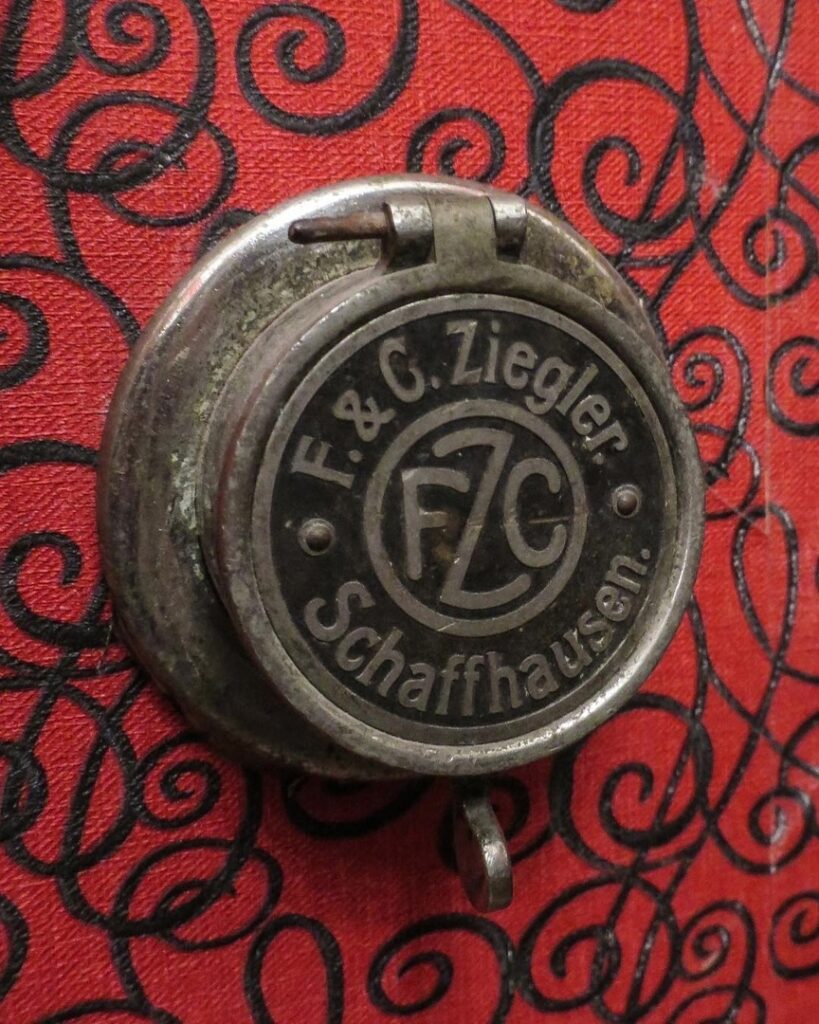 F. & C. Ziegler.
FZC
Schaffhausen.